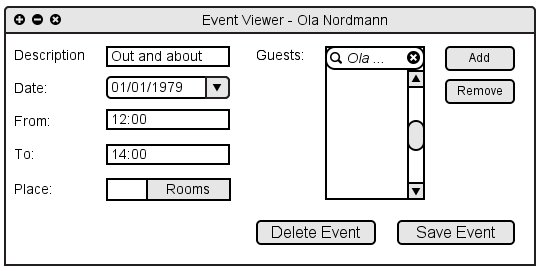 Event Viewer - Ola Nordmann
Description
Out and about
Guests:
Ola ...
Add
Date:
01/01/1979
Remove
From:
12:00
To:
14:00
Place:
Rooms
Delete Event
Save Event